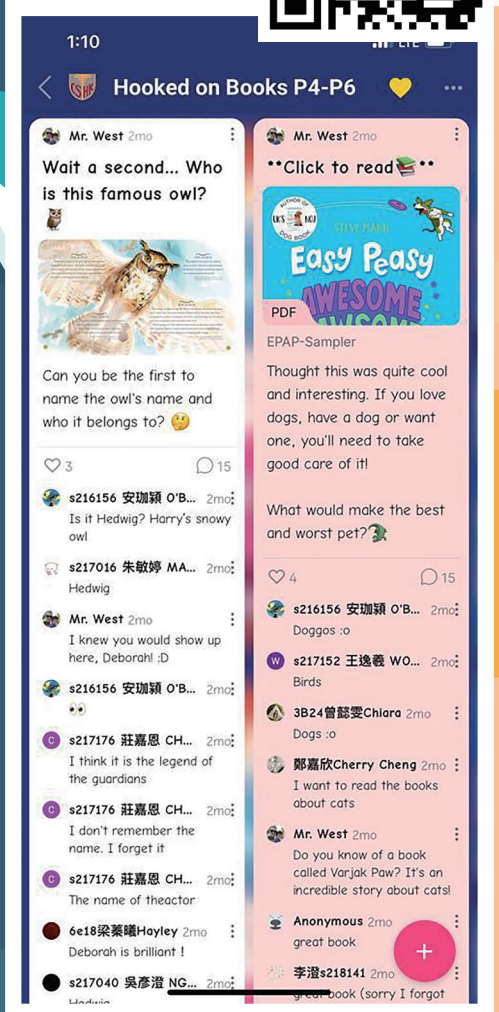 1:10
LTE
CSHK
Hooked on Books P4-P6 💛
Mr. West 2mo
Wait a second... Who
is this famous owl?
🦉
Can you be the first to
name the owl's name and
who it belongs to? 🤔
3
15
s216156 安珈潁 O'B... 2mo
Is it Hedwig? Harry's snowy
owl
s217016 朱敏婷 MA... 2mo
Hedwig
Mr. West 2mo
I knew you would show up
here, Deborah! :D
s216156 安珈潁 O'B... 2mo
👀
C s217176 莊嘉恩 CH... 2mo
I think it is the legend of
the guardians
C s217176 莊嘉恩 CH... 2mo
I don't remember the
name. I forget it
C s217176 莊嘉恩 CH... 2mo
The name of theactor
6e18梁蓁曦Hayley 2mo
Deborah is brilliant !
s217040 吳彥澄 NG... 2mo
Hedwig
Mr. West 2mo
**Click to read📚**
AUTHOR OF
UK'S NO1
DOG BOOK
STEVE MANN
Easy Peasy
AWESOME
PDF
EPAP-Sampler
Thought this was quite cool
and interesting. If you love
dogs, have a dog or want
one, you'll need to take
good care of it!
What would make the best
and worst pet?🐊
4
15
s216156 安珈潁 O'B... 2mo
Doggos :o
W s217152 王逸羲 WO... 2mo
Birds
3B24曾懿雯Chiara 2mo
Dogs :o
鄭嘉欣Cherry Cheng 2mo
I want to read the books
about cats
Mr. West 2mo
Do you know of a book
called Varjak Paw? It's an
incredible story about cats!
Anonymous 2mo
great book
李澄s218141 2mo
great book (sorry I forgot